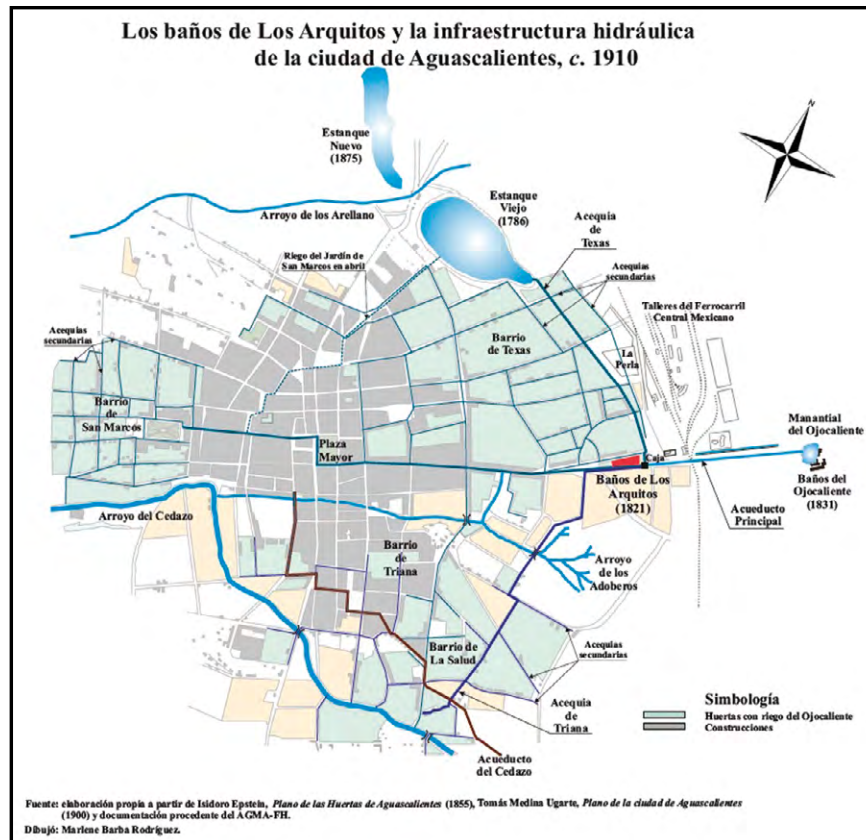 Los baños de Los Arquitos y la infraestructura hidráulica
de la ciudad de Aguascalientes, c. 1910
N
Estanque
Nuevo
(1875)
Estanque
Viejo
(1786)
Arroyo de los Arellano
Acequia
de
Texas
Riego del Jardín de
San Marcos en abril
Acequias
secundarias
Talleres del Ferrocarril
Central Mexicano
Barrio
de Texas
La
Perla
Acequias
secundarias
Barrio
de
San Marcos
Plaza
Mayor
Manantial
del Ojocaliente
Caja
Baños de Los
Arquitos
(1821)
Baños del
Ojocaliente
(1831)
Acueducto
Principal
Arroyo del Cedazo
Barrio
de
Triana
Arroyo
de los
Adoberos
Barrio de
La Salud
Acequias
secundarias
Acequia
de
Triana
Acueducto
del Cedazo
Simbología
Huertas con riego del Ojocaliente
Construcciones
Fuente: elaboración propia a partir de Isidoro Epstein, Plano de las Huertas de Aguascalientes (1855), Tomás Medina Ugarte, Plano de la ciudad de Aguascalientes
(1900) y documentación procedente del AGMA-FH.
Dibujó: Marlene Barba Rodríguez.